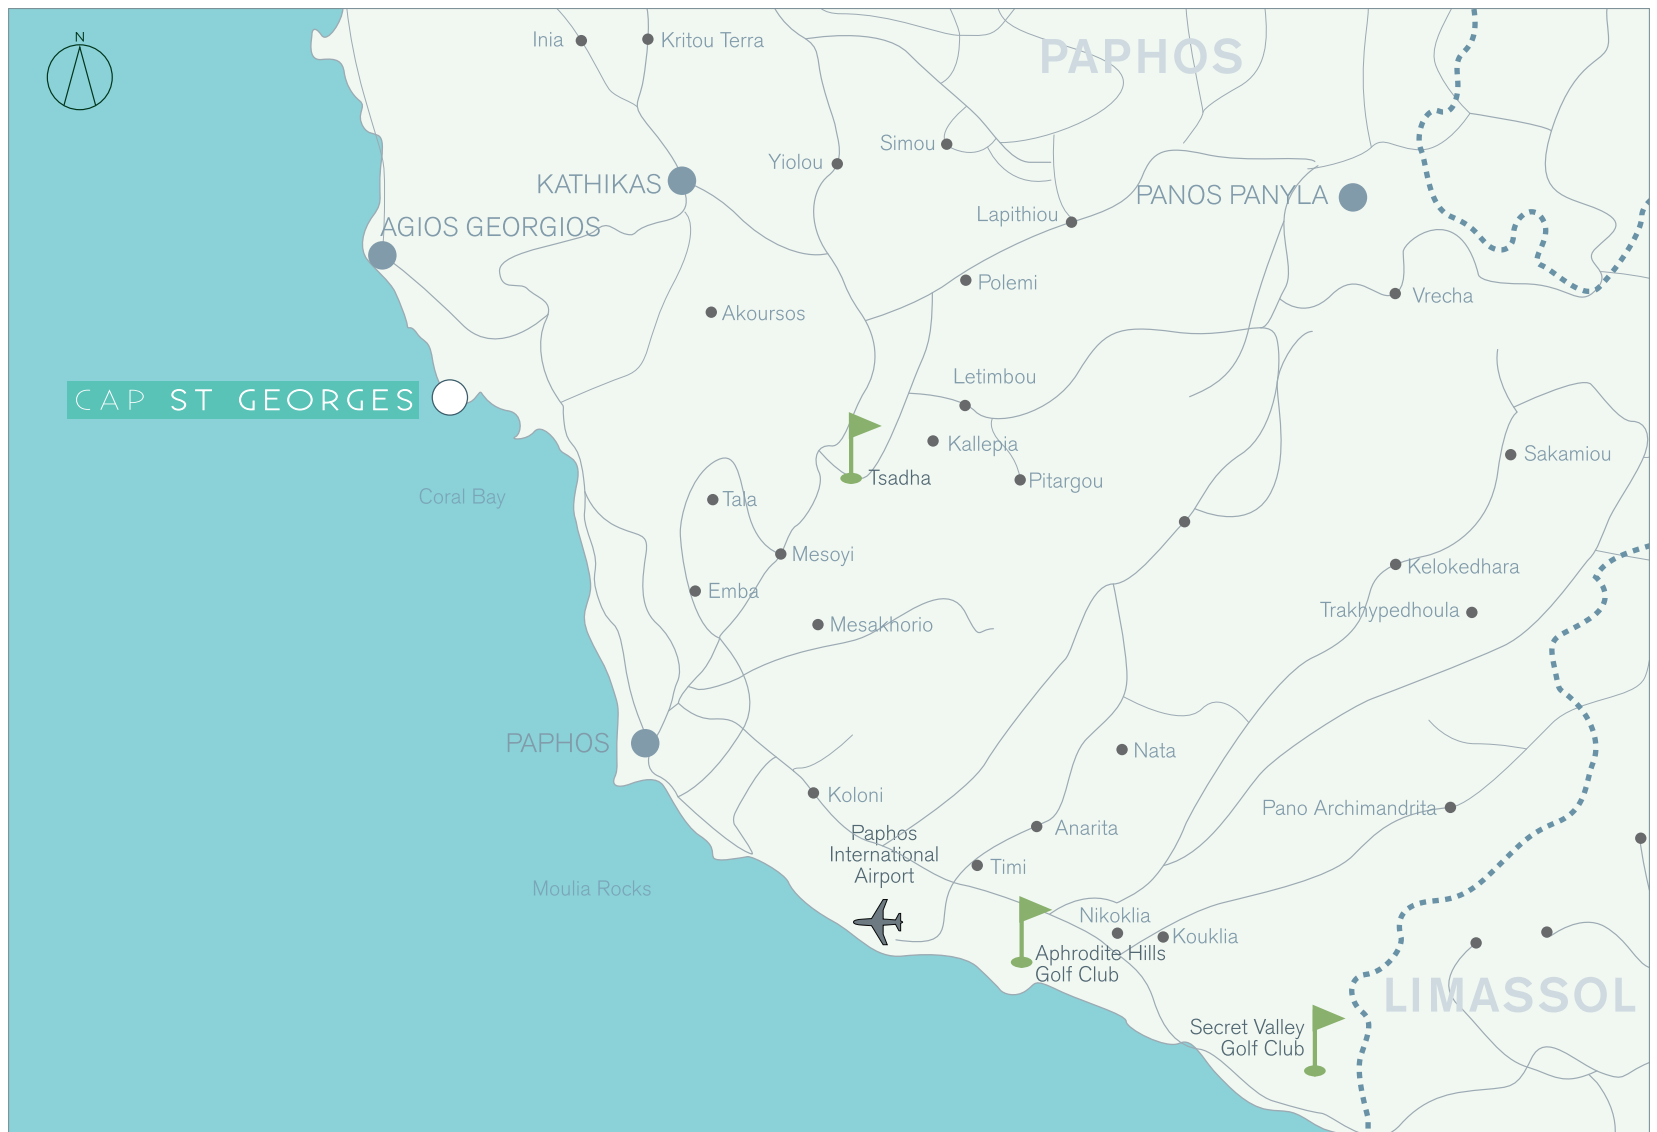 N
Inia
Kritou Terra
PAPHOS
Simou
Yiolou
KATHIKAS
PANOS PANYLA
Lapithiou
AGIOS GEORGIOS
Polemi
Vrecha
Akoursos
Letimbou
CAP ST GEORGES
Kallepia
Sakamiou
Tsadha
Pitargou
Coral Bay
Tala
Mesoyi
Kelokedhara
Emba
Trakhypedhoula
Mesakhorio
PAPHOS
Nata
Koloni
Pano Archimandrita
Anarita
Paphos
International
Airport
Timi
Moulia Rocks
Nikoklia
Kouklia
Aphrodite Hills
Golf Club
LIMASSOL
Secret Valley
Golf Club